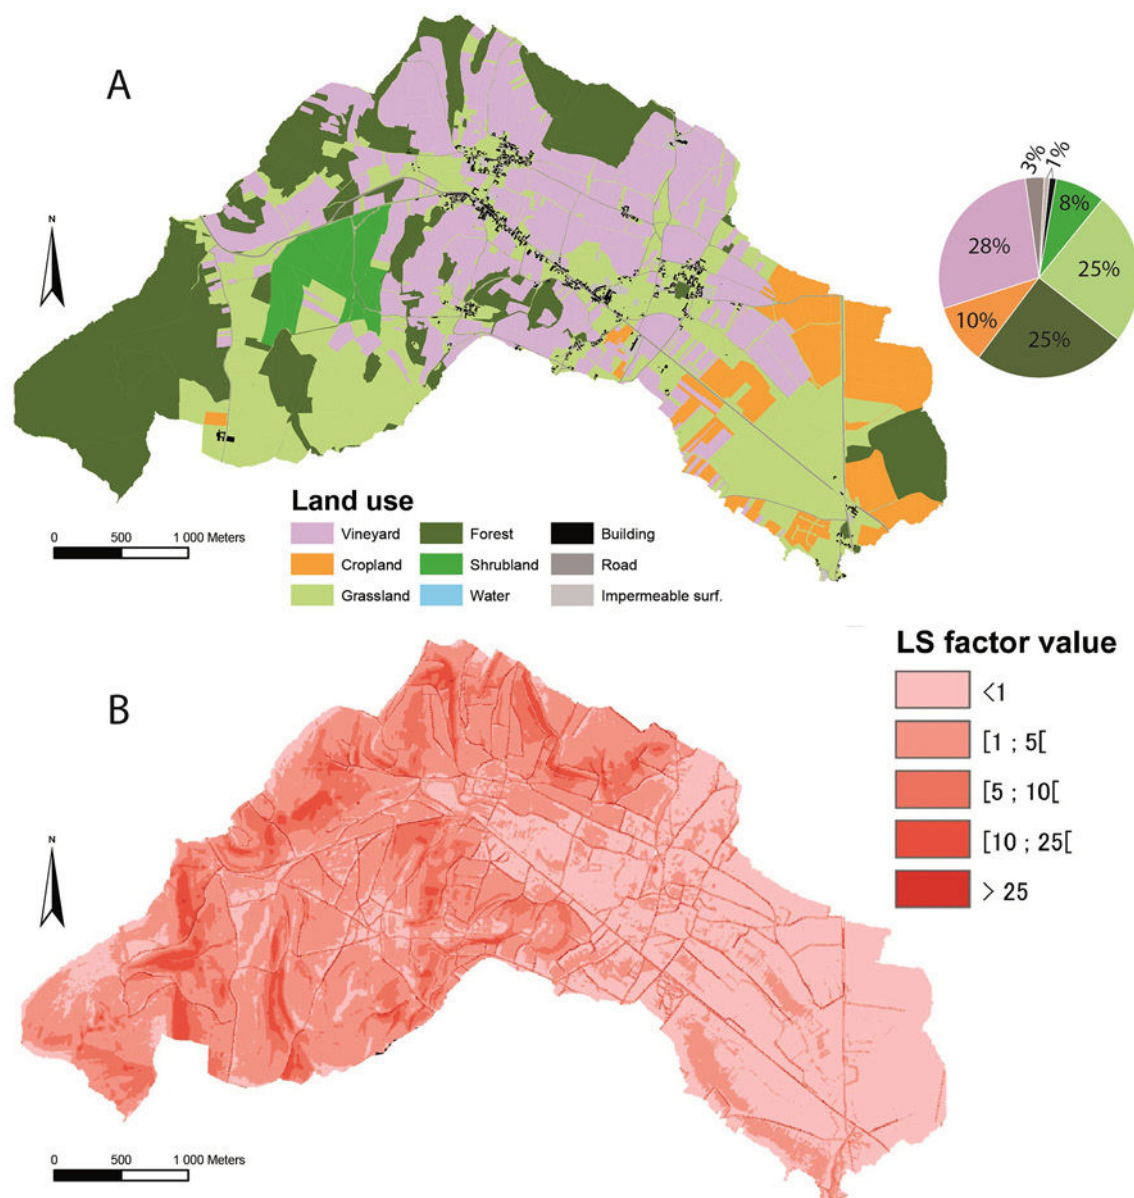 A
N
3%
1%
8%
28%
25%
10%
25%
Land use
Vineyard Forest Building
Cropland Shrubland Road
Grassland Water Impermeable surf.
0 500 1 000 Meters
LS factor value
<1
[1 ; 5[
[5 ; 10[
[10 ; 25[
> 25
B
N
0 500 1 000 Meters